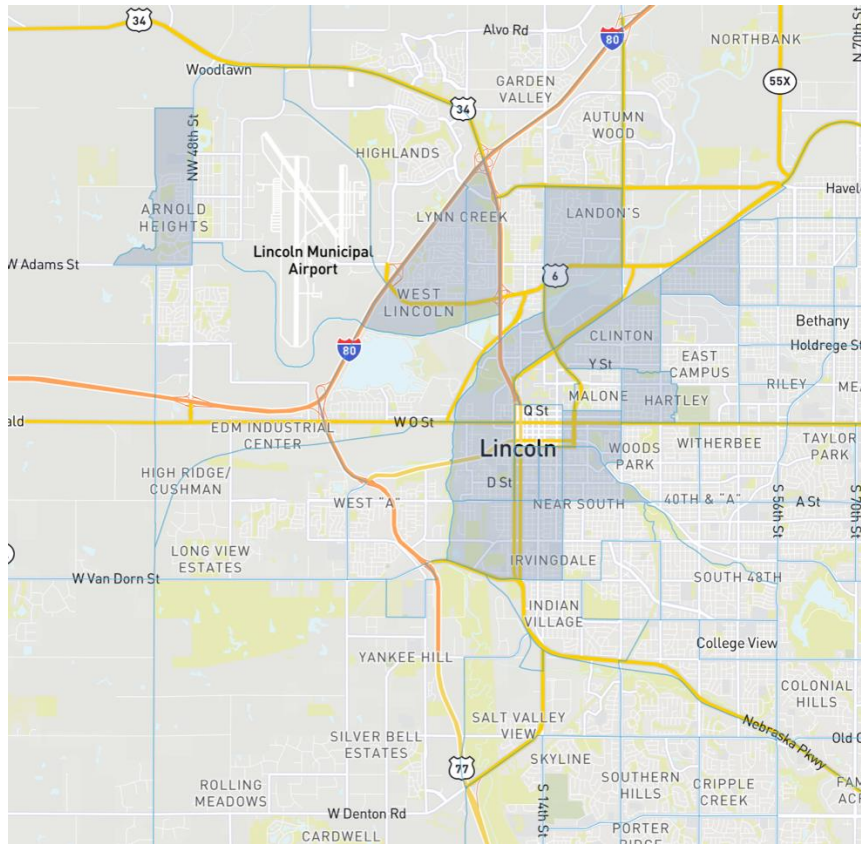 34
Alvo Rd
80
NORTHBANK
N 70th St
Woodlawn
GARDEN
VALLEY
55X
34
AUTUMN
WOOD
NW 48th St
HIGHLANDS
ARNOLD
HEIGHTS
LYNN CREEK
LANDON'S
Havel
W Adams St
Lincoln Municipal
Airport
6
WEST
LINCOLN
80
CLINTON
Bethany
Holdrege St
EAST
CAMPUS
Y St
RILEY
ME
MALONE
HARTLEY
ald
W O St
Q St
EDM INDUSTRIAL
CENTER
Lincoln
WOODS
PARK
WITHERBEE
TAYLOR
PARK
HIGH RIDGE/
CUSHMAN
D St
WEST "A"
NEAR SOUTH
40TH & "A"
S 56th St
A St
S 70th St
LONG VIEW
ESTATES
IRVINGDALE
W Van Dorn St
SOUTH 48TH
INDIAN
VILLAGE
College View
YANKEE HILL
COLONIAL
HILLS
SALT VALLEY
VIEW
Nebraska Pkwy
SILVER BELL
ESTATES
Old C
SKYLINE
77
ROLLING
MEADOWS
SOUTHERN
HILLS
CRIPPLE
CREEK
FAM
ACR
S 14th St
W Denton Rd
CARDWELL
PORTER
RIDGE